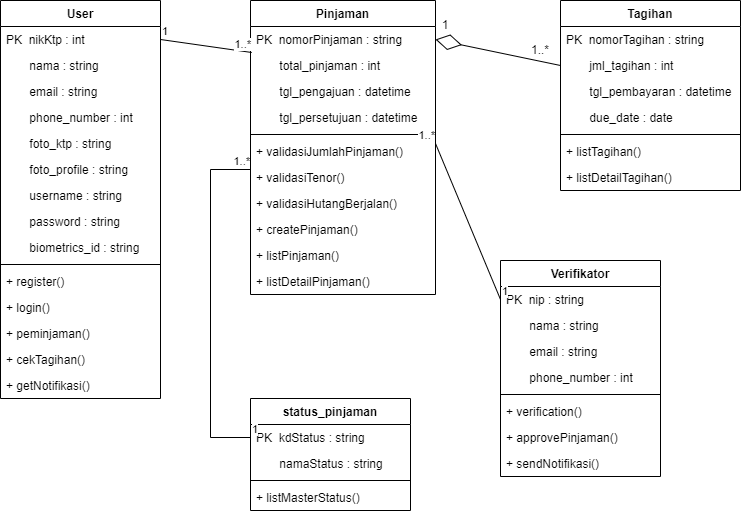 User
PK nikKtp : int
nama : string
email : string
phone_number : int
foto_ktp : string
foto_profile : string
username : string
password : string
biometrics_id : string
+ register()
+ login()
+ peminjaman()
+ cekTagihan()
+ getNotifikasi()
1
1..*
Pinjaman
PK nomorPinjaman : string
total_pinjaman : int
tgl_pengajuan : datetime
tgl_persetujuan : datetime
+ validasiJumlahPinjaman()
+ validasiTenor()
+ validasiHutangBerjalan()
+ createPinjaman()
+ listPinjaman()
+ listDetailPinjaman()
1
1..*
Tagihan
PK nomorTagihan : string
jml_tagihan : int
tgl_pembayaran : datetime
due_date : date
+ listTagihan()
+ listDetailTagihan()
1..*
1
Verifikator
PK nip : string
nama : string
email : string
phone_number : int
+ verification()
+ approvePinjaman()
+ sendNotifikasi()
1..*
1
status_pinjaman
PK kdStatus : string
namaStatus : string
+ listMasterStatus()